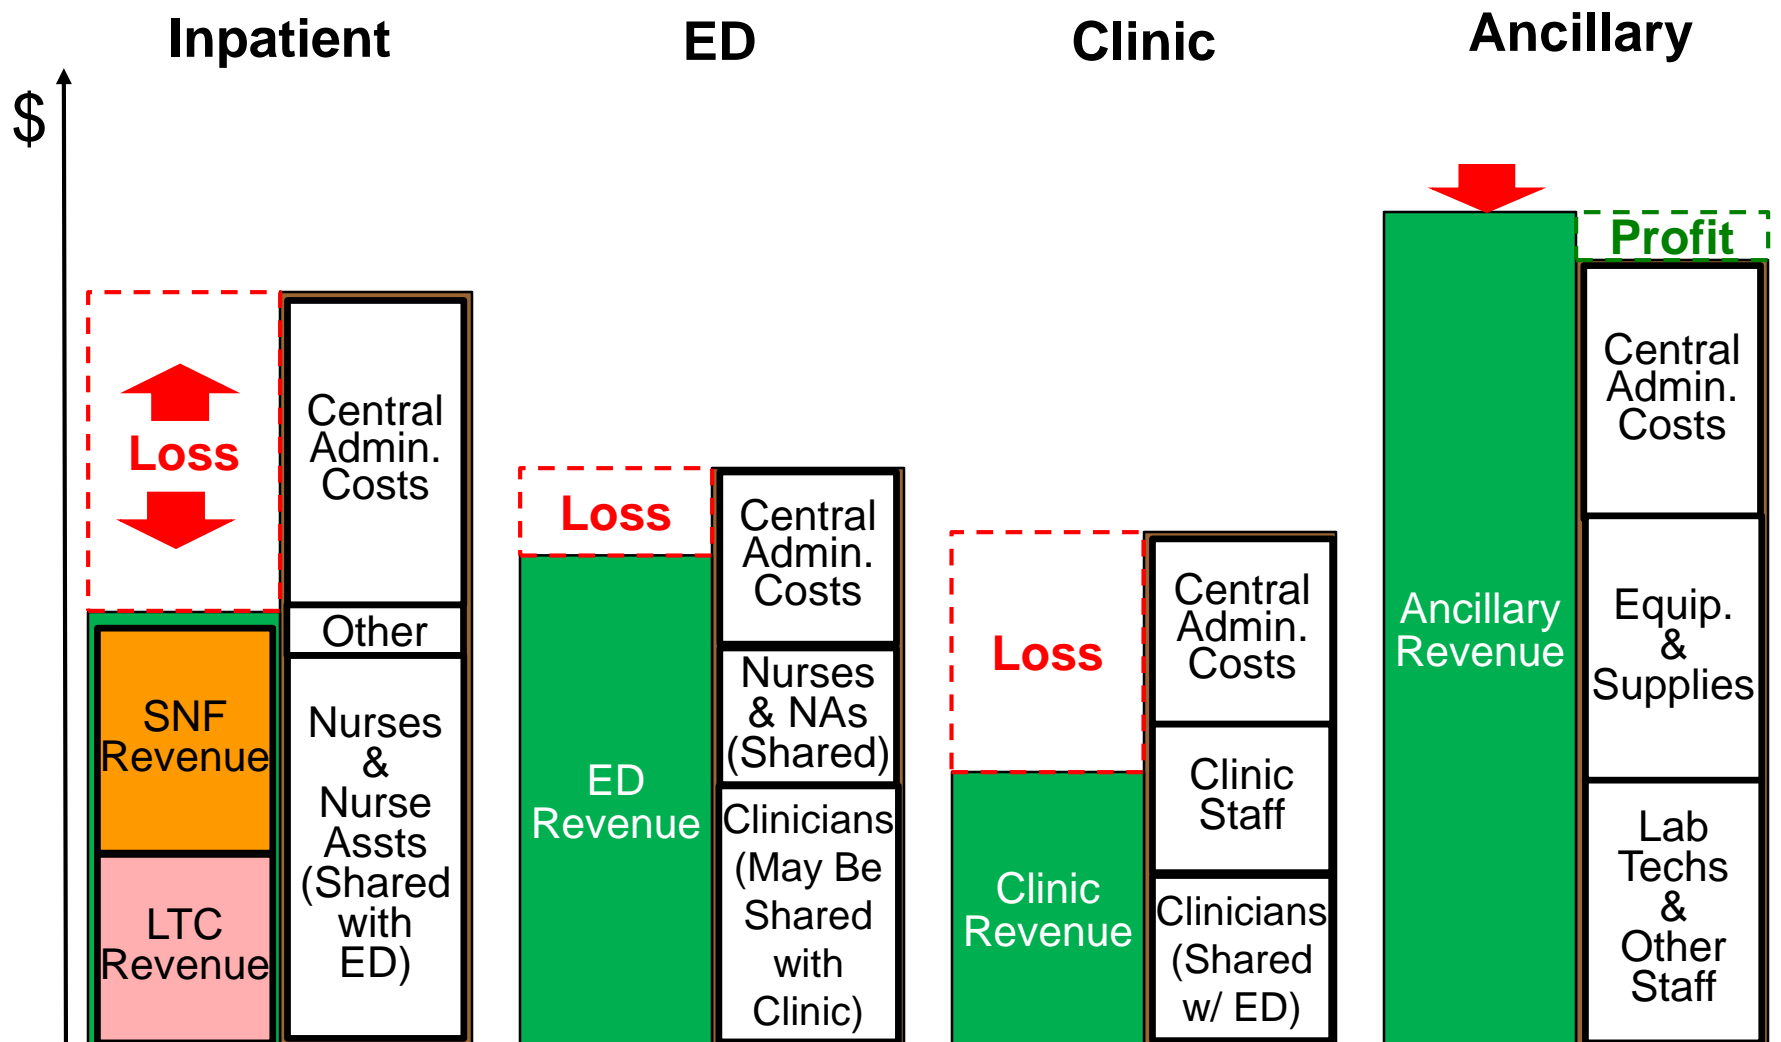 Inpatient
ED
Clinic
Ancillary
$
Loss
SNF
Revenue
LTC
Revenue
Central
Admin.
Costs
Other
Nurses
&
Nurse
Assts
(Shared
with
ED)
Loss
ED
Revenue
Central
Admin.
Costs
Nurses
& NAs
(Shared)
Clinicians
(May Be
Shared
with
Clinic)
Loss
Clinic
Revenue
Central
Admin.
Costs
Clinic
Staff
Clinicians
(Shared
w/ ED)
Ancillary
Revenue
Profit
Central
Admin.
Costs
Equip.
&
Supplies
Lab
Techs
&
Other
Staff